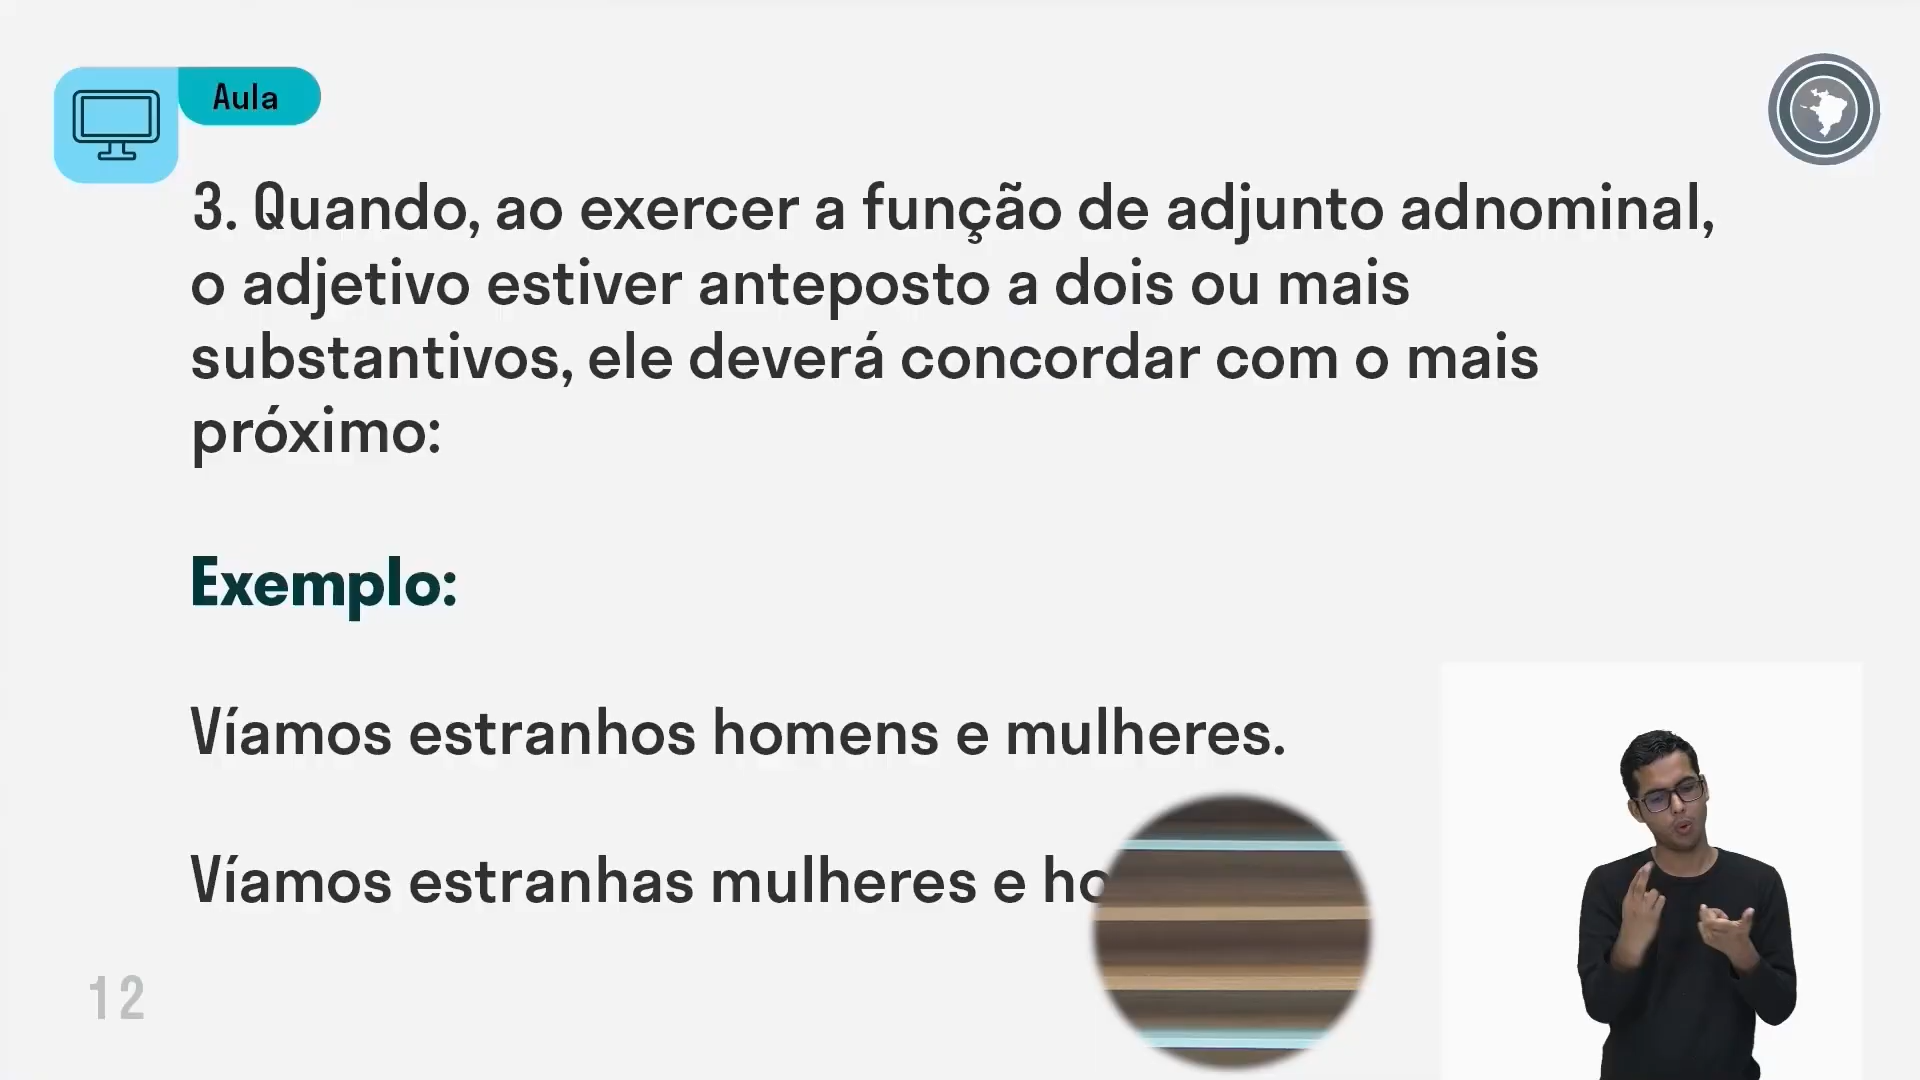 Aula
3. Quando, ao exercer a função de adjunto adnominal,
o adjetivo estiver anteposto a dois ou mais
substantivos, ele deverá concordar com o mais
próximo:
Exemplo:
Víamos estranhos homens e mulheres.
Víamos estranhas mulheres e
12